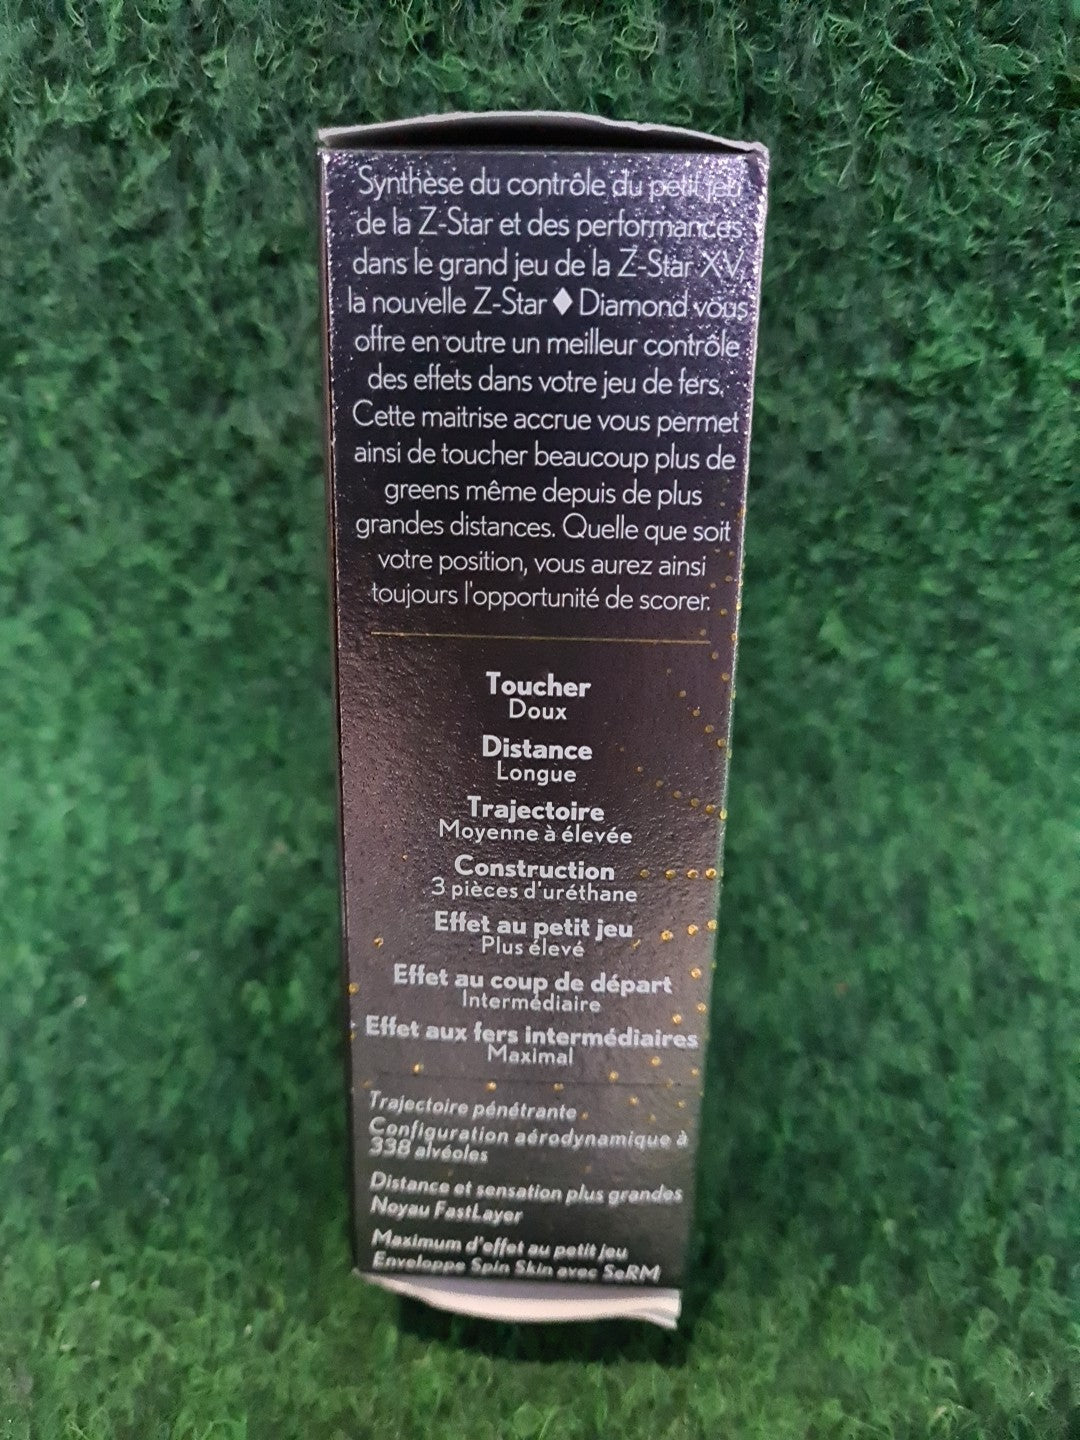 Synthèse du contrôle du petit jeu
de la Z-Star et des performances
dans le grand jeu de la Z-Star XV,
la nouvelle Z-Star ♦ Diamond vous
offre en outre un meilleur contrôle
des effets dans votre jeu de fers.
Cette maitrise accrue vous permet
ainsi de toucher beaucoup plus de
greens même depuis de plus
grandes distances. Quelle que soit
votre position, vous aurez ainsi
toujours l'opportunité de scorer.
Toucher
Doux
Distance
Longue
Trajectoire
Moyenne à élevée
Construction
3 pièces d'uréthane
Effet au petit jeu
Plus élevé
Effet au coup de départ
Intermédiaire
Effet aux fers intermédiaires
Maximal
Trajectoire pénétrante
Configuration aérodynamique à
338 alvéoles
Distance et sensation plus grandes
Noyau FastLayer
Maximum d'effet au petit jeu
Enveloppe Spin Skin avec SeRM